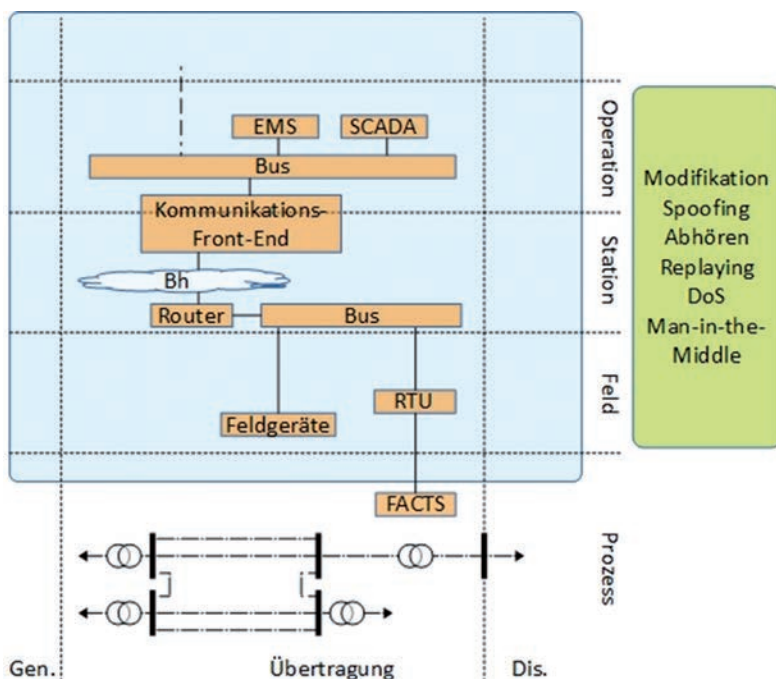 EMS
SCADA
Bus
Kommunikations-
Front-End
Bh
Router
Bus
Feldgeräte
RTU
FACTS
Operation
Station
Feld
Prozess
Gen.
Übertragung
Dis.
Modifikation
Spoofing
Abhören
Replaying
DoS
Man-in-the-
Middle